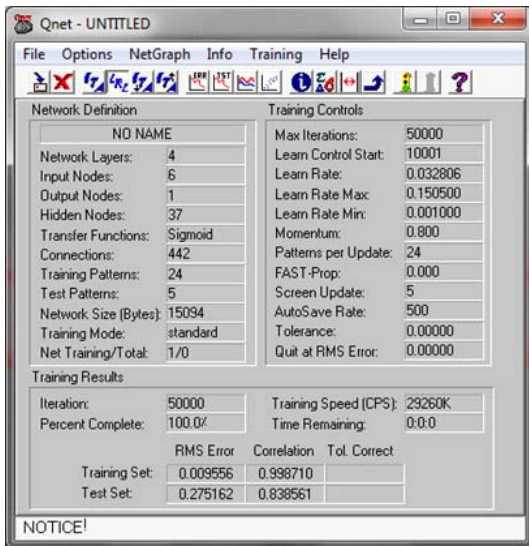 Qnet - UNTITLED
File Options NetGraph Info Training Help
Network Definition
NO NAME
Network Layers: 4
Input Nodes: 6
Output Nodes: 1
Hidden Nodes: 37
Transfer Functions: Sigmoid
Connections: 442
Training Patterns: 24
Test Patterns: 5
Network Size (Bytes): 15094
Training Mode: standard
Net Training/Total: 1/0
Training Controls
Max Iterations: 50000
Learn Control Start: 10001
Learn Rate: 0.032806
Learn Rate Max: 0.150500
Learn Rate Min: 0.001000
Momentum: 0.800
Patterns per Update: 24
FAST-Prop: 0.000
Screen Update: 5
AutoSave Rate: 500
Tolerance: 0.00000
Quit at RMS Error: 0.00000
Training Results
Iteration: 50000
Percent Complete: 100.0%
Training Speed (CPS): 29260K
Time Remaining: 0:0:0
RMS Error Correlation Tol. Correct
Training Set: 0.009556 0.998710
Test Set: 0.275162 0.838561
NOTICE!